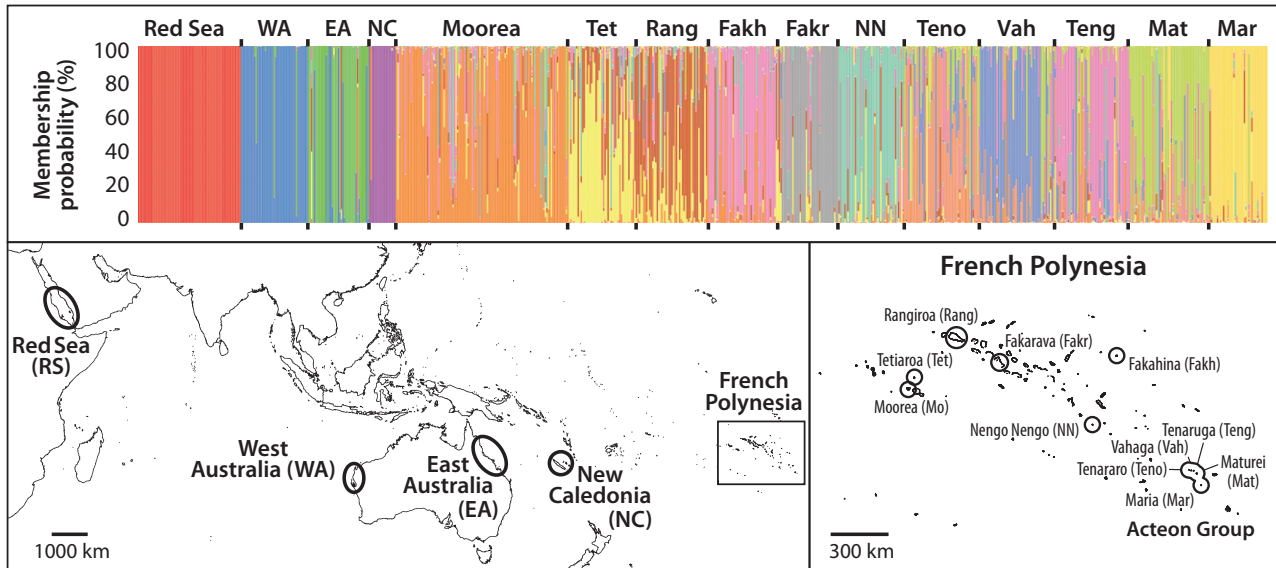 Red Sea WA EA NC Moorea Tet Rang Fakh Fakr NN Teno Vah Teng Mat Mar
Membership
probability (%)
100
80
60
40
20
0
Red Sea
(RS)
West
Australia (WA)
East
Australia
(EA)
New
Caledonia
(NC)
French
Polynesia
1000 km
French Polynesia
Rangiroa (Rang)
Fakarava (Fakr)
Tetiaroa (Tet)
Fakahina (Fakh)
Moorea (Mo)
Nengo Nengo (NN)
Tenaruga (Teng)
Vahaga (Vah)
Maturei
(Mat)
Tenararo (Teno)
Maria (Mar)
Acteon Group
300 km